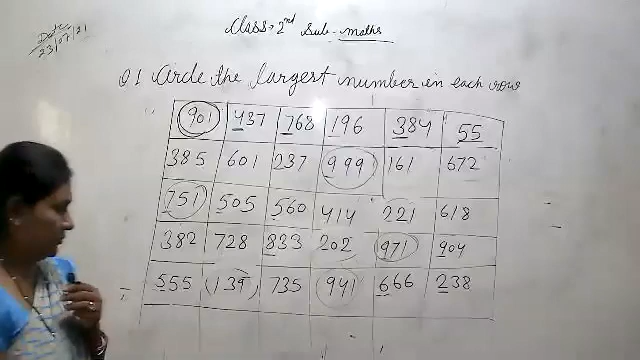 Date
23/07/21
Class → 2nd Sub - maths
Q1 Circle the largest number in each row
901 437 768 196 384 55
385 601 237 999 161 672
751 505 560 414 221 618
382 728 833 202 971 904
555 139 735 941 666 238